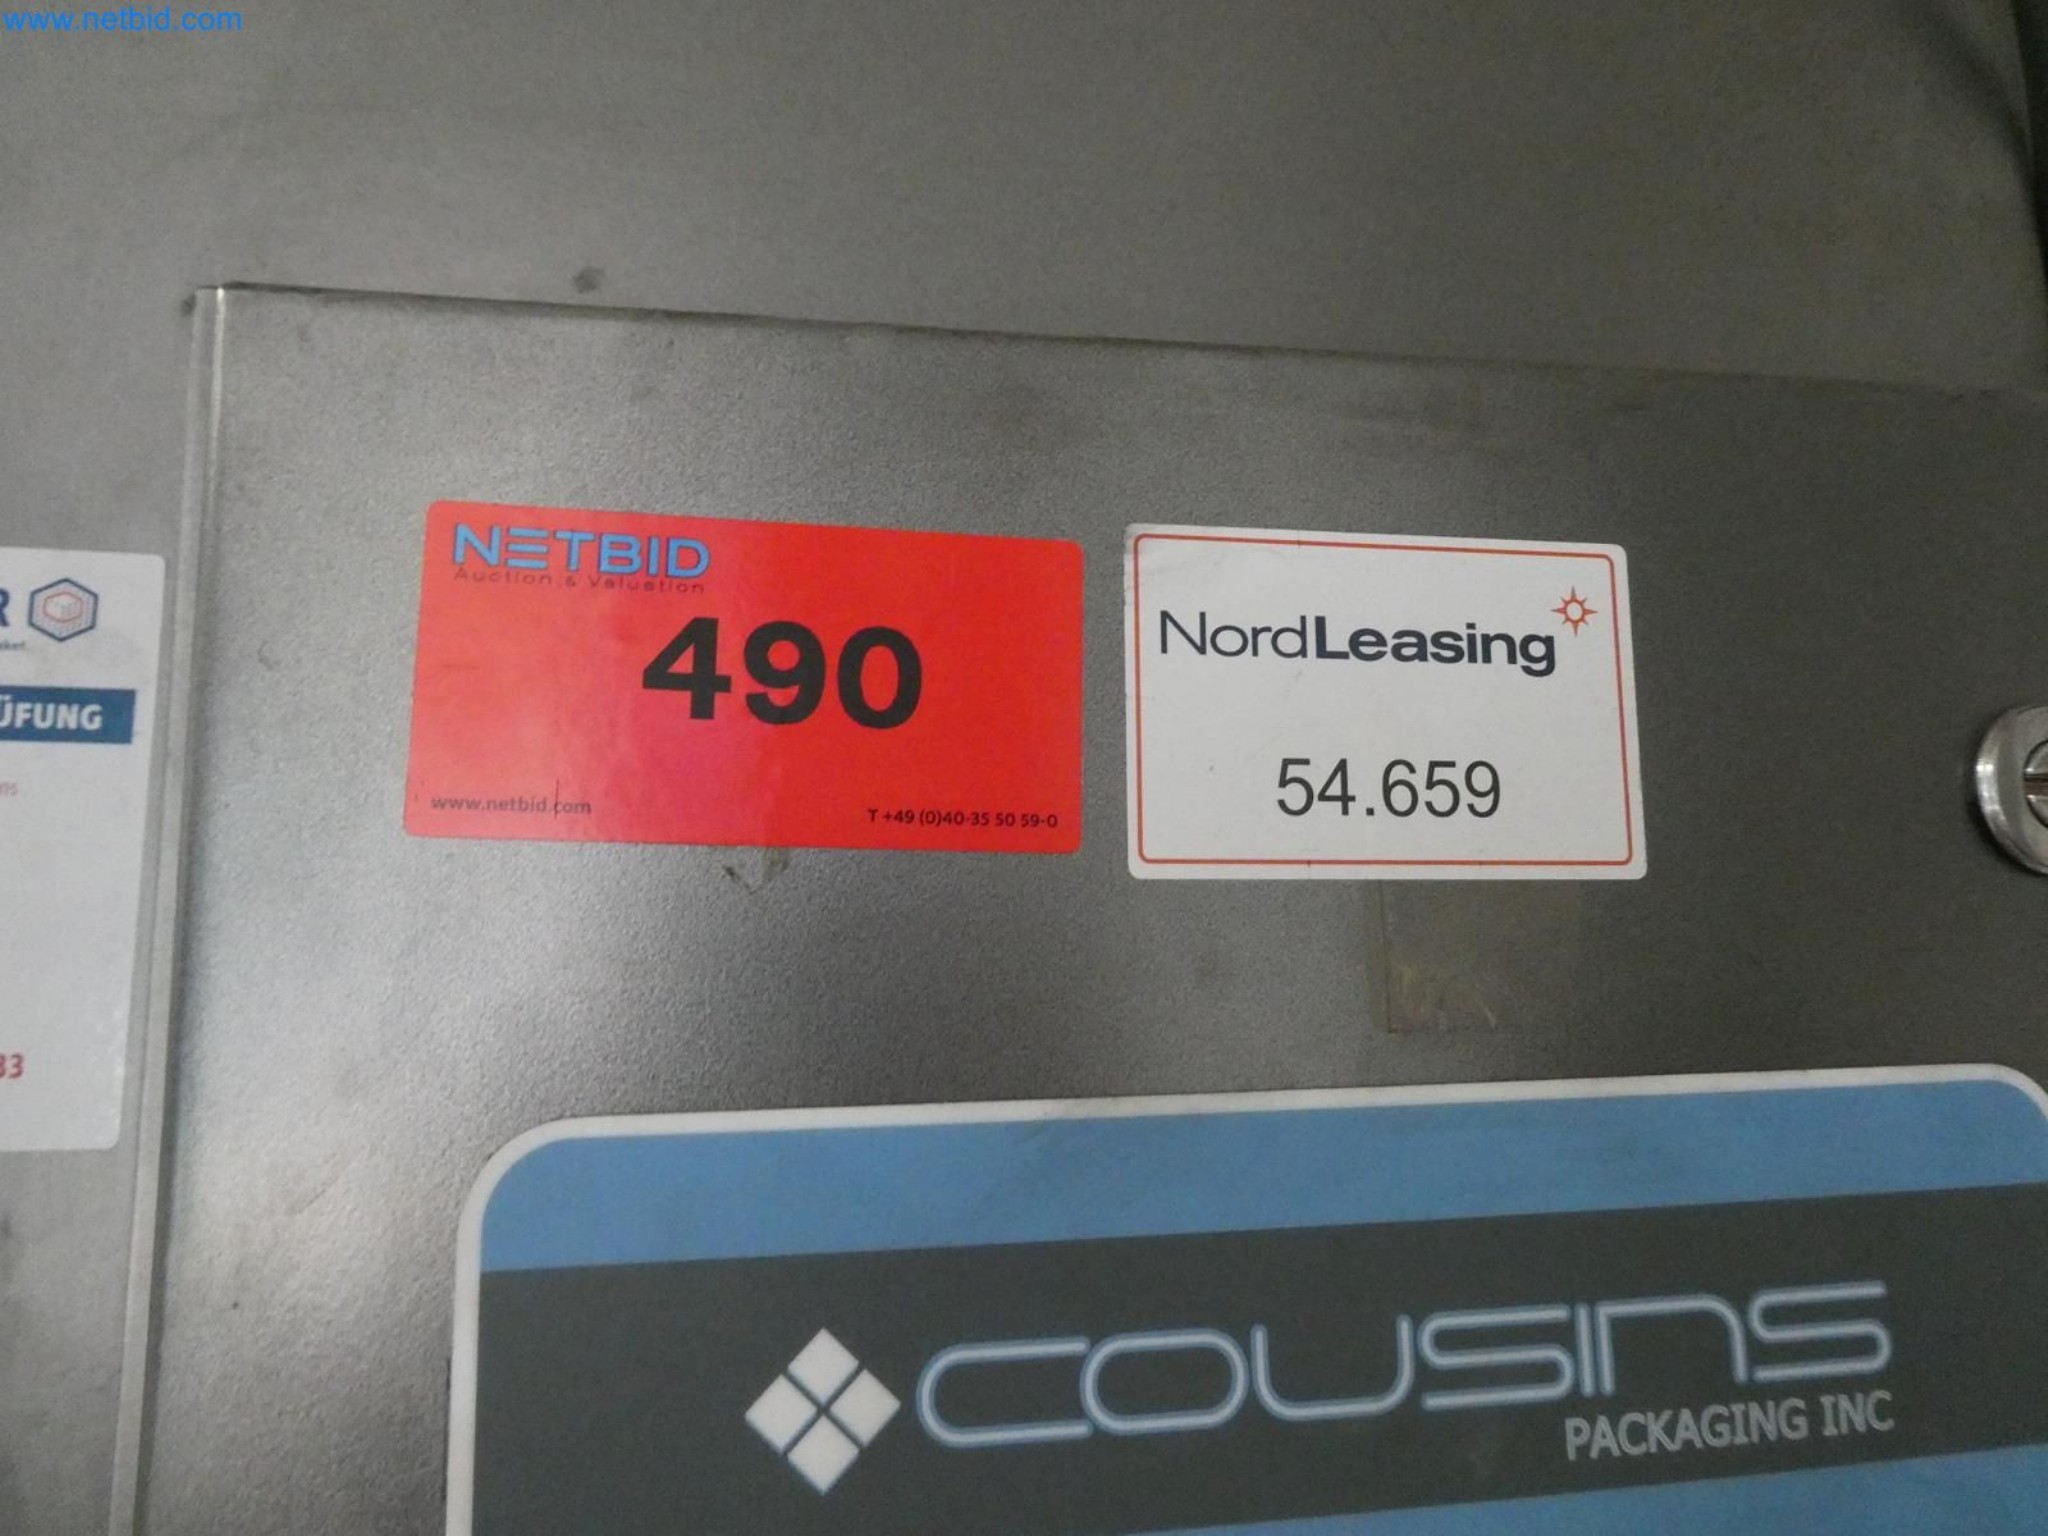 www.netbid.com
NETBID
Auction & Valuation
490
www.netbid.com
T +49 (0)40-35 50 59-0
NordLeasing
54.659
R
ÜFUNG
33
COUSINS
PACKAGING INC